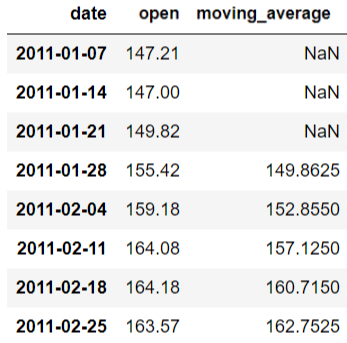 date open moving_average
2011-01-07 147.21 NaN
2011-01-14 147.00 NaN
2011-01-21 149.82 NaN
2011-01-28 155.42 149.8625
2011-02-04 159.18 152.8550
2011-02-11 164.08 157.1250
2011-02-18 164.18 160.7150
2011-02-25 163.57 162.7525